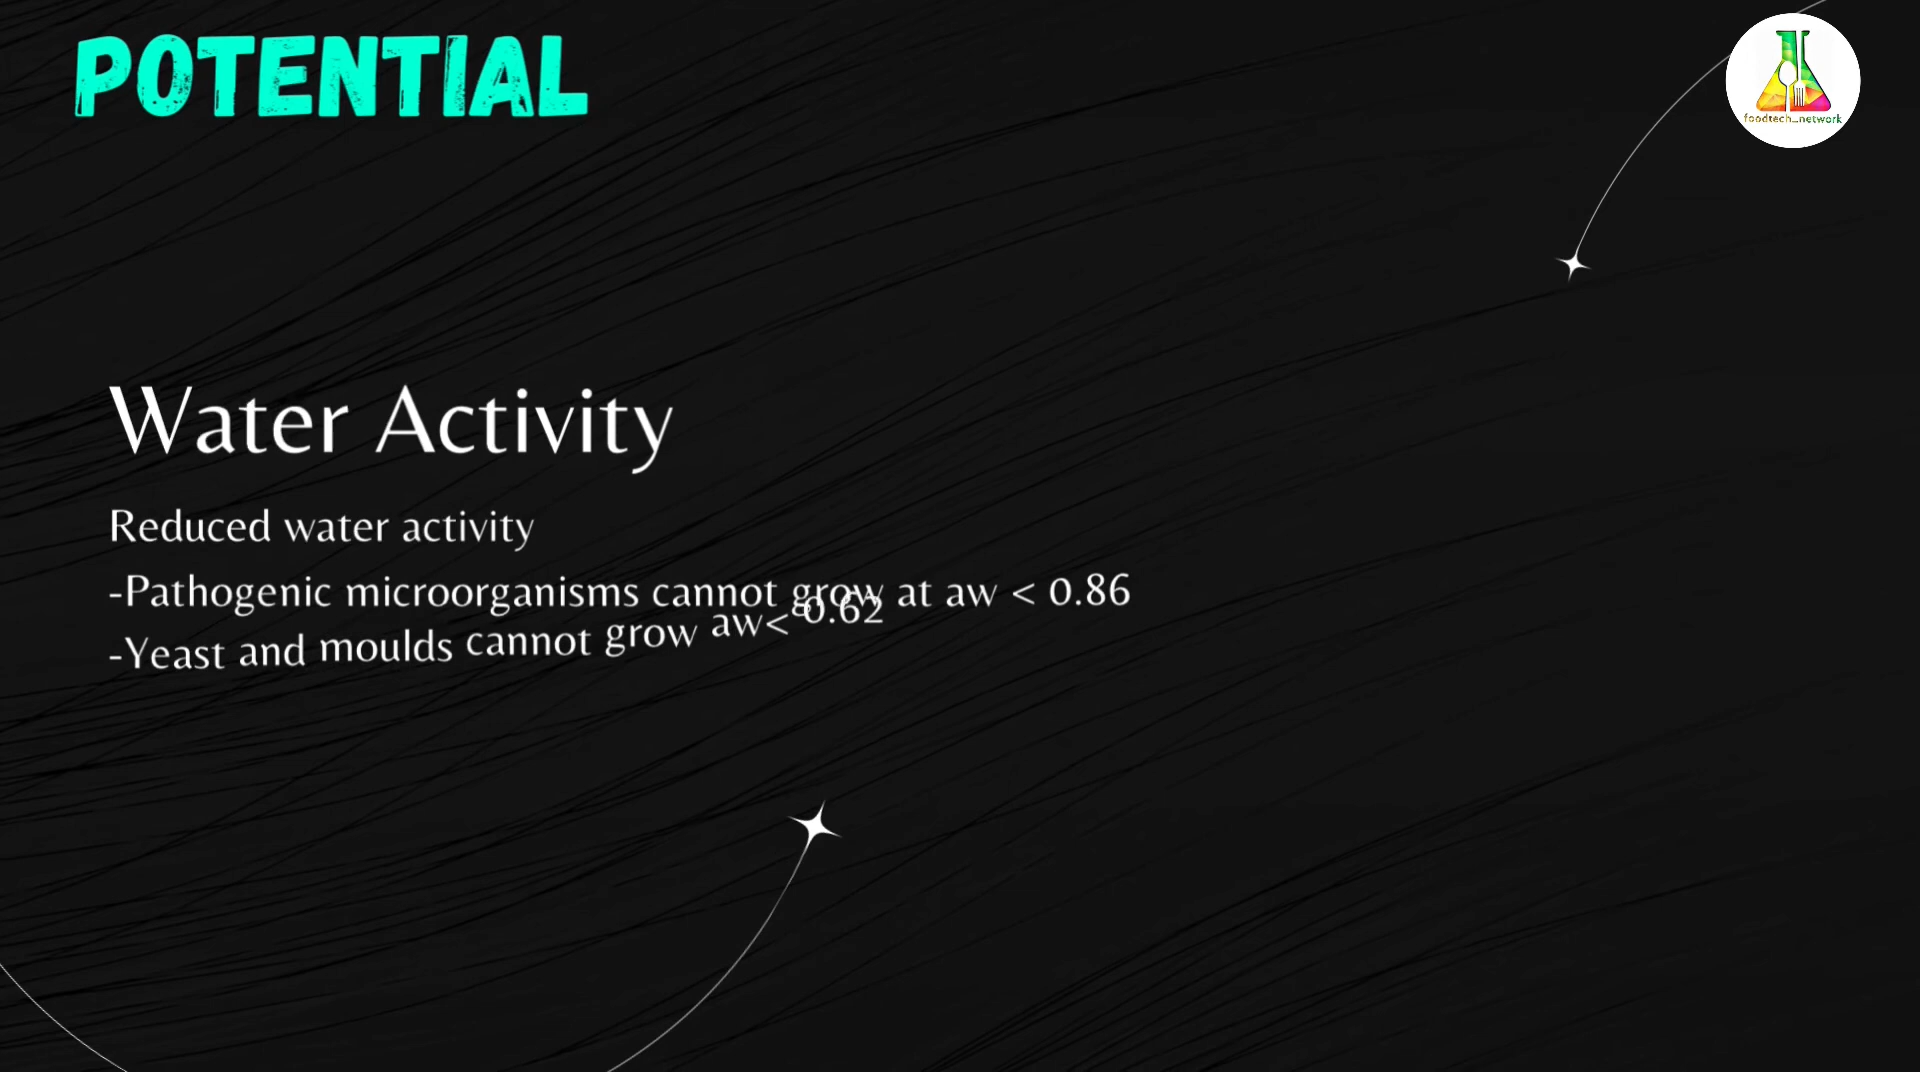 POTENTIAL
foodtech_network
Water Activity
Reduced water activity
-Pathogenic microorganisms cannot grow at aw < 0.86
-Yeast and moulds cannot grow aw< 0.62